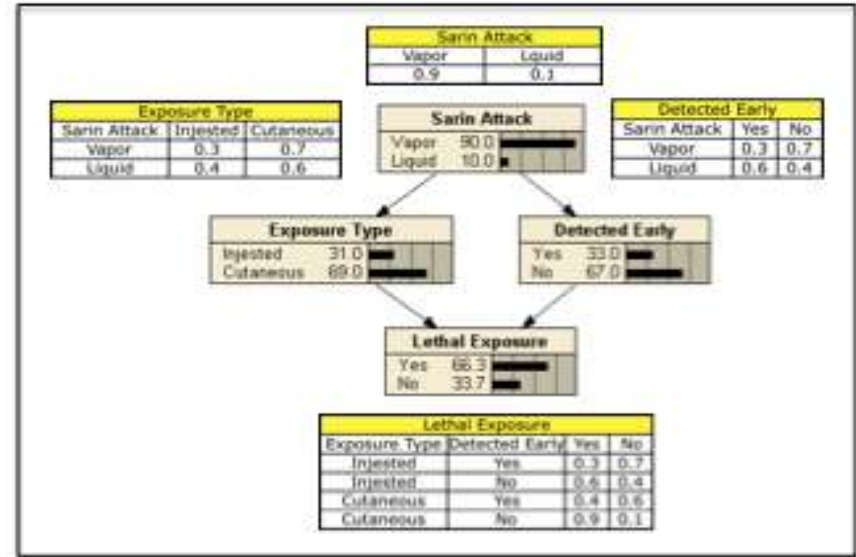 Sarin Attack
Vapor Liquid
0.9 0.1
Exposure Type
Sarin Attack Injested Cutaneous
Vapor 0.3 0.7
Liquid 0.4 0.6
Sarin Attack
Vapor 90.0
Liquid 10.0
Detected Early
Sarin Attack Yes No
Vapor 0.3 0.7
Liquid 0.6 0.4
Exposure Type
Injested 31.0
Cutaneous 69.0
Detected Early
Yes 33.0
No 67.0
Lethal Exposure
Yes 66.3
No 33.7
Lethal Exposure
Exposure Type Detected Early Yes No
Injested Yes 0.3 0.7
Injested No 0.6 0.4
Cutaneous Yes 0.4 0.6
Cutaneous No 0.9 0.1